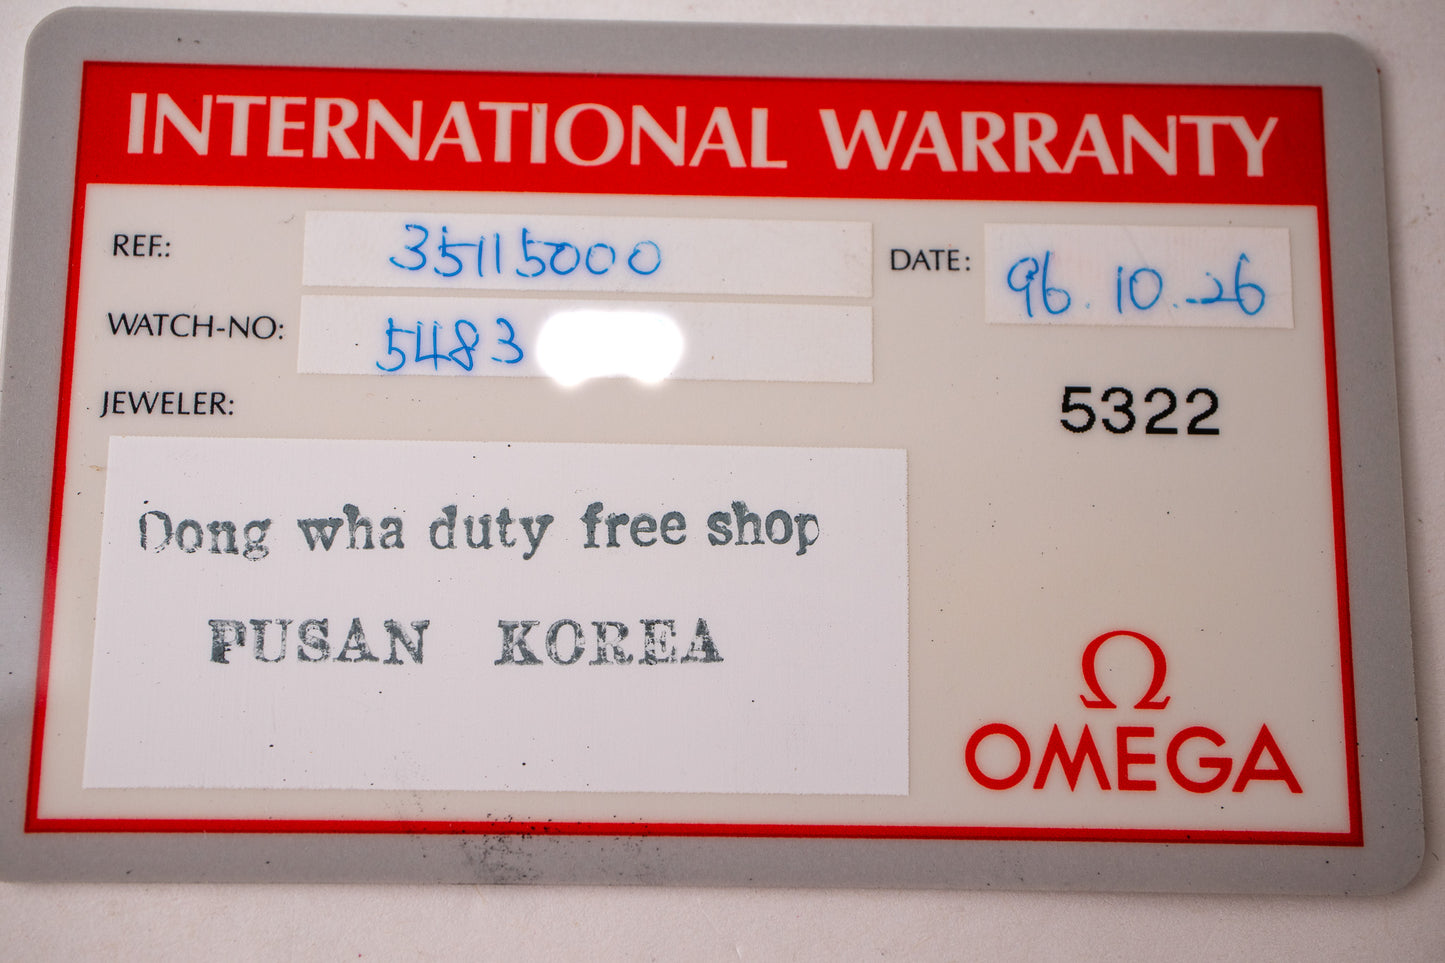 INTERNATIONAL WARRANTY
REF.: 35115000 DATE: 96.10.26
WATCH-NO: 5483
JEWELER: 5322
Dong wha duty free shop
PUSAN KOREA
Ω
OMEGA